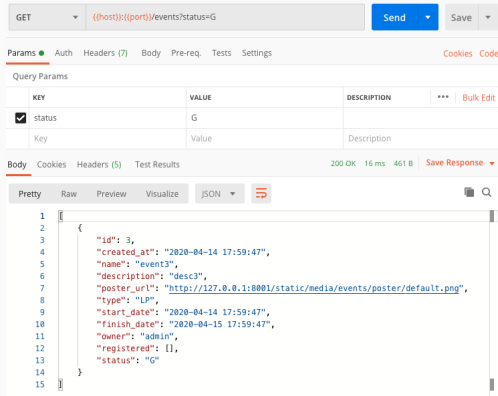 GET {{host}}:{{port}}/events?status=G Send Save
Params Auth Headers (7) Body Pre-req. Tests Settings Cookies Code
Query Params
KEY VALUE DESCRIPTION ••• Bulk Edit
status G
Key Value Description
Body Cookies Headers (5) Test Results 200 OK 16 ms 461 B Save Response
Pretty Raw Preview Visualize JSON
1 [
2 {
3 "id": 3,
4 "created_at": "2020-04-14 17:59:47",
5 "name": "event3",
6 "description": "desc3",
7 "poster_url": "http://127.0.0.1:8001/static/media/events/poster/default.png",
8 "type": "LP",
9 "start_date": "2020-04-14 17:59:47",
10 "finish_date": "2020-04-15 17:59:47",
11 "owner": "admin",
12 "registered": [],
13 "status": "G"
14 }
15 ]